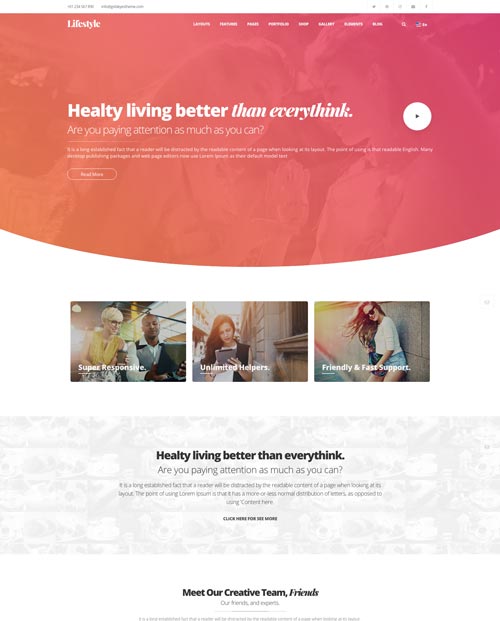 +01 234 567 890 info@goldeyestheme.com
Lifestyle LAYOUTS FEATURES PAGES PORTFOLIO SHOP GALLERY ELEMENTS BLOG En
Healty living better than everythink.
Are you paying attention as much as you can?
It is a long established fact that a reader will be distracted by the readable content of a page when looking at its layout. The point of using is that readable English. Many
desktop publishing packages and web page editors now use Lorem Ipsum as their default model text
Read More
Super Responsive. Unlimited Helpers. Friendly & Fast Support.
Healty living better than everythink.
Are you paying attention as much as you can?
It is a long established fact that a reader will be distracted by the readable content of a page when looking at its
layout. The point of using Lorem Ipsum is that it has a more-or-less normal distribution of letters, as opposed to
using 'Content here.
CLICK HERE FOR SEE MORE
Meet Our Creative Team, Friends
Our friends, and experts.
It is a long established fact that a reader will be distracted by the readable content of a page when looking at its layout.